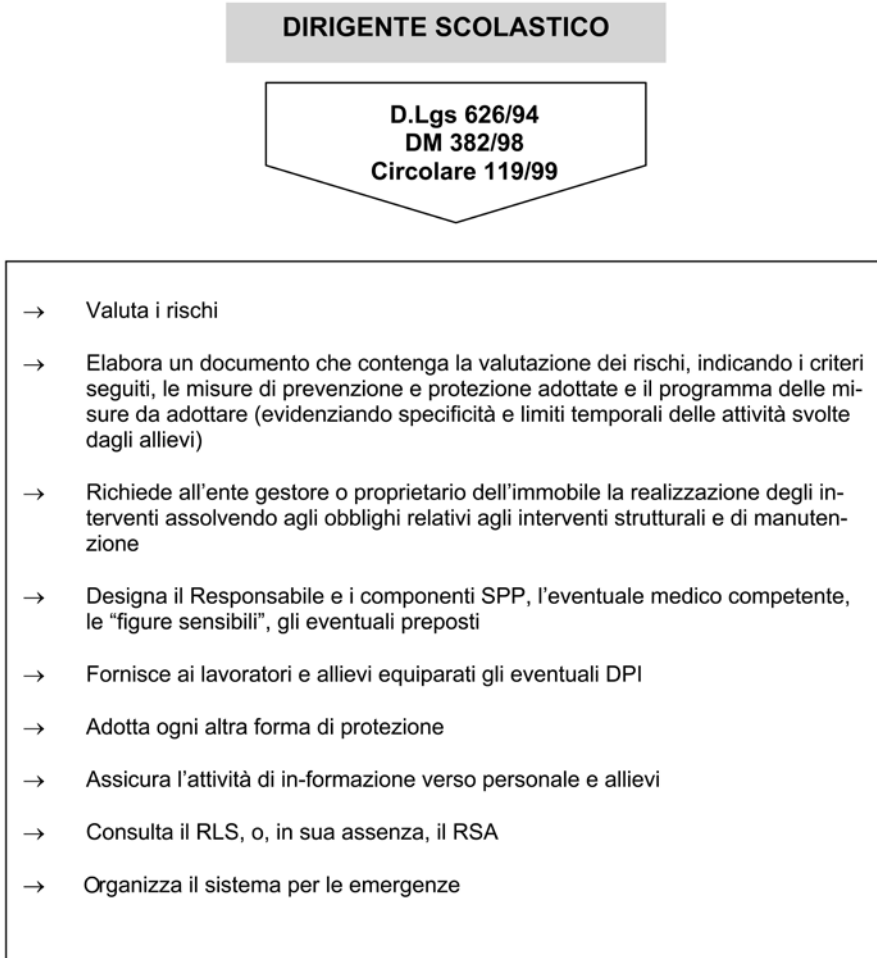 DIRIGENTE SCOLASTICO
D.Lgs 626/94
DM 382/98
Circolare 119/99
→ Valuta i rischi
→ Elabora un documento che contenga la valutazione dei rischi, indicando i criteri
seguiti, le misure di prevenzione e protezione adottate e il programma delle mi-
sure da adottare (evidenziando specificità e limiti temporali delle attività svolte
dagli allievi)
→ Richiede all’ente gestore o proprietario dell’immobile la realizzazione degli in-
terventi assolvendo agli obblighi relativi agli interventi strutturali e di manuten-
zione
→ Designa il Responsabile e i componenti SPP, l’eventuale medico competente,
le “figure sensibili”, gli eventuali preposti
→ Fornisce ai lavoratori e allievi equiparati gli eventuali DPI
→ Adotta ogni altra forma di protezione
→ Assicura l’attività di in-formazione verso personale e allievi
→ Consulta il RLS, o, in sua assenza, il RSA
→ Organizza il sistema per le emergenze